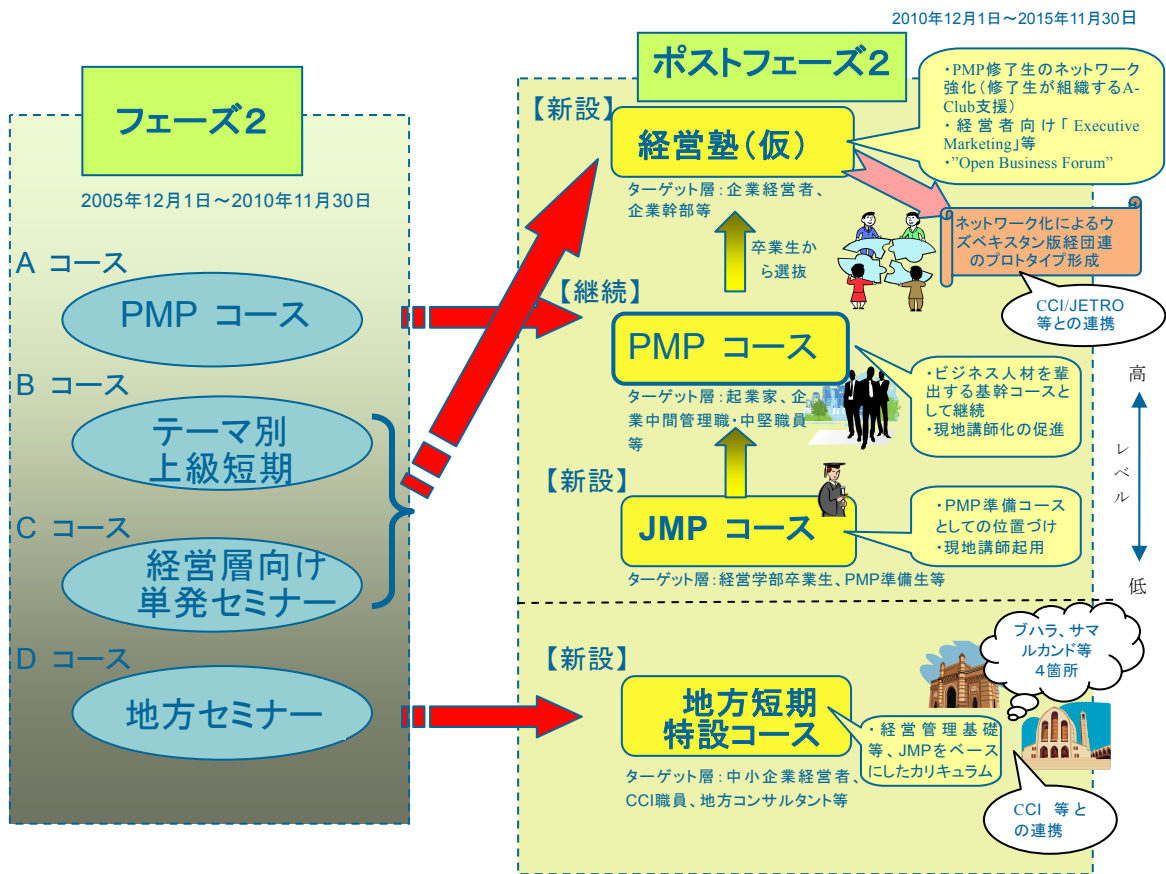 フェーズ2
2005年12月1日～2010年11月30日
A コース
PMP コース
B コース
テーマ別
上級短期
C コース
経営層向け
単発セミナー
D コース
地方セミナー
2010年12月1日～2015年11月30日
ポストフェーズ2
【新設】
経営塾（仮）
ターゲット層：企業経営者、
企業幹部等
・PMP修了生のネットワーク
強化（修了生が組織するA-
Club支援）
・経営者向け「Executive
Marketing」等
・”Open Business Forum”
ネットワーク化によるウ
ズベキスタン版経団連
のプロトタイプ形成
CCI/JETRO
等との連携
卒業生か
ら選抜
【継続】
PMP コース
ターゲット層：起業家、企
業中間管理職・中堅職員
等
・ビジネス人材を輩
出する基幹コースと
して継続
・現地講師化の促進
高
レベル
低
【新設】
JMP コース
ターゲット層：経営学部卒業生、PMP準備生等
・PMP準備コース
としての位置づけ
・現地講師起用
【新設】
地方短期
特設コース
ターゲット層：中小企業経営者、
CCI職員、地方コンサルタント等
・経営管理基礎
等、JMPをベース
にしたカリキュラム
ブハラ、サマ
ルカンド等
４箇所
CCI 等と
の連携